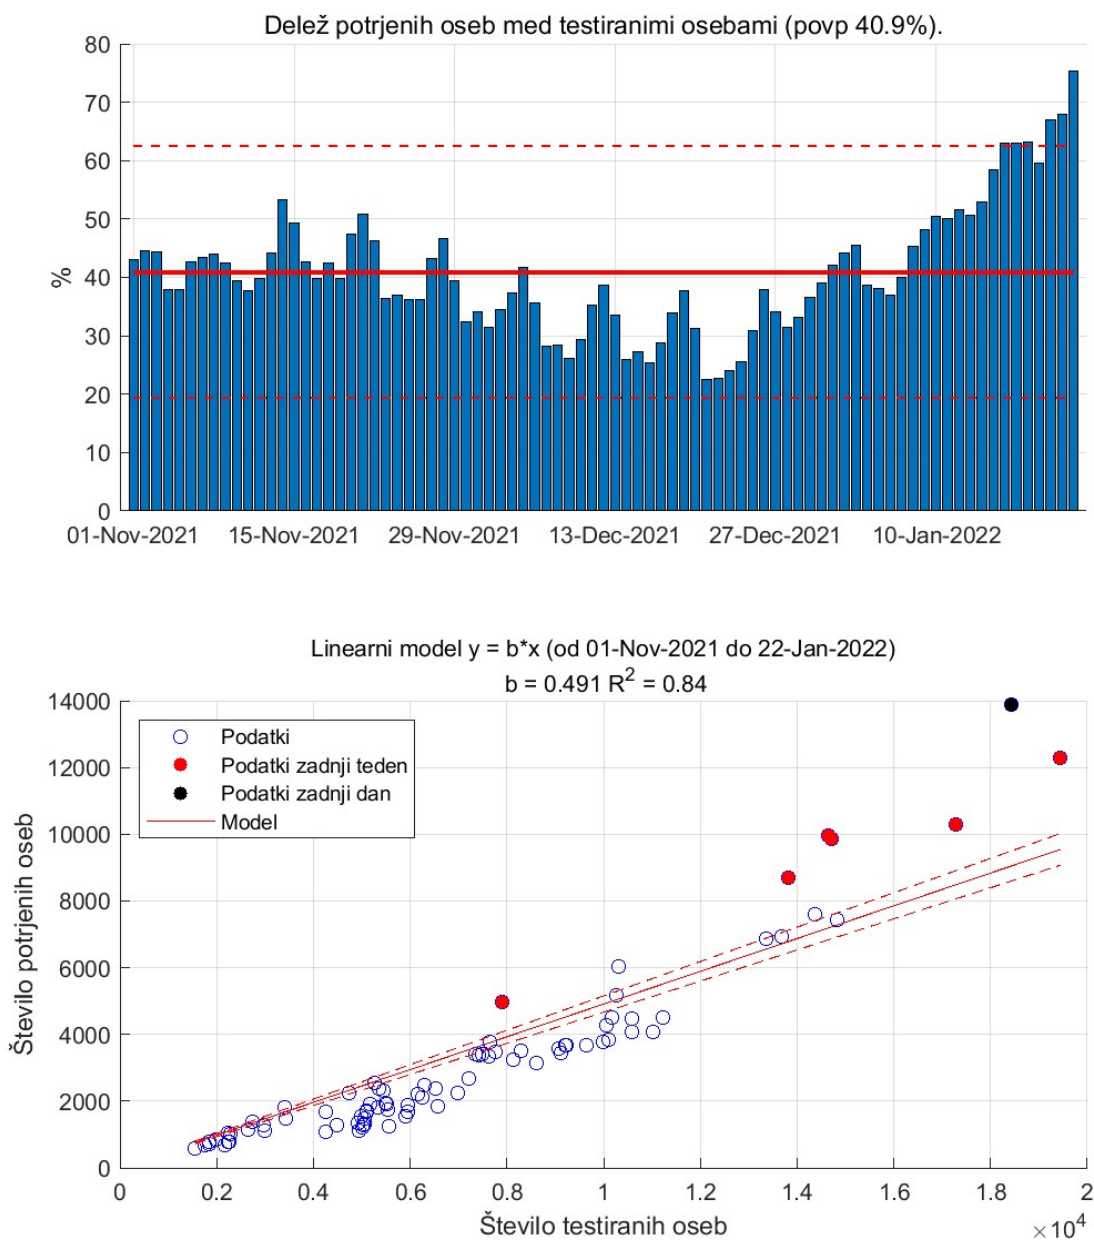 Delež potrjenih oseb med testiranimi osebami (povp 40.9%).
80
70
60
50
40
30
20
10
0
%
01-Nov-2021 15-Nov-2021 29-Nov-2021 13-Dec-2021 27-Dec-2021 10-Jan-2022
Linearni model y = b*x (od 01-Nov-2021 do 22-Jan-2022)
b = 0.491 R² = 0.84
14000
12000
10000
8000
6000
4000
2000
0
Število potrjenih oseb
Podatki
Podatki zadnji teden
Podatki zadnji dan
Model
0 0.2 0.4 0.6 0.8 1 1.2 1.4 1.6 1.8 2
Število testiranih oseb
×10⁴